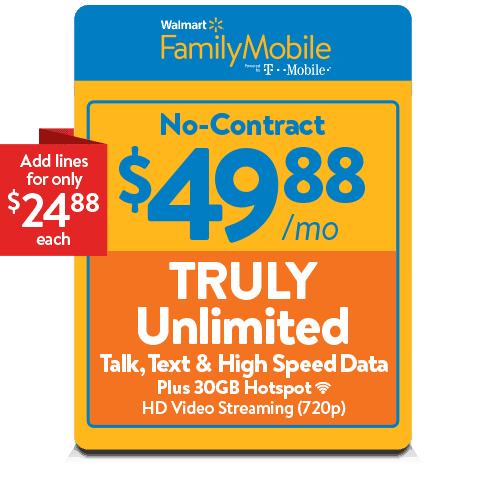 Walmart
FamilyMobile
Powered by T··Mobile·
No-Contract
$49.88
/mo
Add lines
for only
$24.88
each
TRULY
Unlimited
Talk, Text & High Speed Data
Plus 30GB Hotspot
HD Video Streaming (720p)